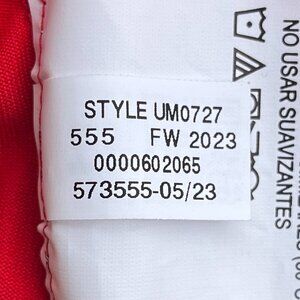 STYLE UM0727
555 FW 2023
0000602065
573555-05/23
NO USAR SUAVIZANTES